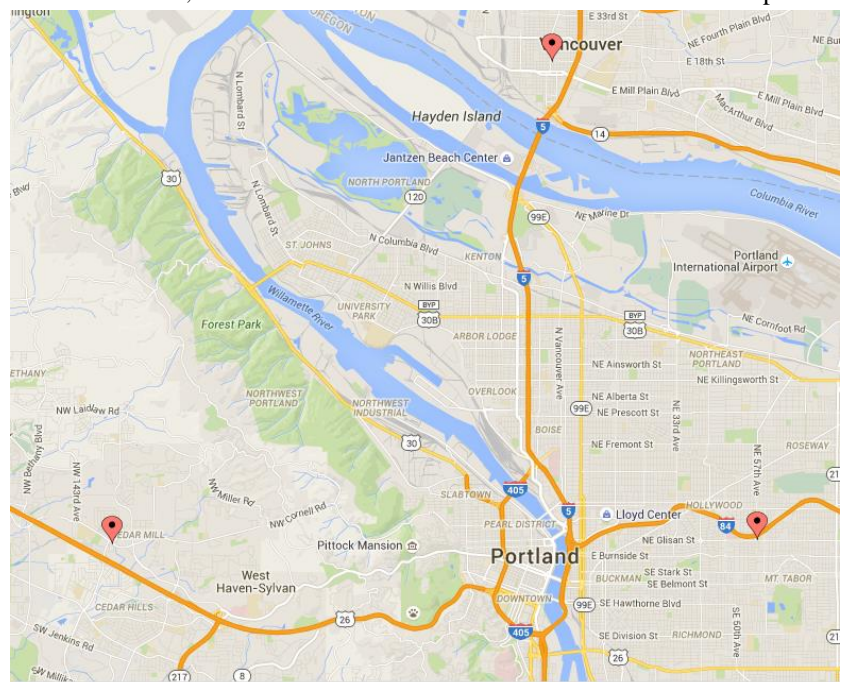 lington
E 33rd St
OREGON
Vancouver
NE Fourth Plain Blvd
E 18th St
N Lombard St
E Mill Plain Blvd
E Mill Plain Blvd
MacArthur Blvd
Hayden Island
5
14
Jantzen Beach Center
30
NORTH PORTLAND
120
N Lombard St
Columbia River
99E
NE Marine Dr
ST. JOHNS
N Columbia Blvd
KENTON
Portland
International Airport
5
N Willis Blvd
Willamette River
UNIVERSITY
PARK
BYP
30B
BYP
30B
NE Cornfoot Rd
Forest Park
ARBOR LODGE
N Vancouver Ave
NORTHEAST
PORTLAND
NE Ainsworth St
NE Killingsworth St
ETHANY
NORTHWEST
PORTLAND
NORTHWEST
INDUSTRIAL
OVERLOOK
NE Alberta St
NE Prescott St
99E
NW Laidlaw Rd
NE 33rd Ave
NE 57th Ave
BOISE
NE Fremont St
ROSEWAY
30
NW Bethany Blvd
NW 143rd Ave
NW Miller Rd
NW Cornell Rd
SLABTOWN
405
5
Lloyd Center
HOLLYWOOD
84
21
CEDAR MILL
PEARL DISTRICT
NE Glisan St
Pittock Mansion
Portland
E Burnside St
West
Haven-Sylvan
BUCKMAN
SE Stark St
SE Belmont St
MT. TABOR
CEDAR HILLS
DOWNTOWN
99E
SE Hawthorne Blvd
26
SE 50th Ave
SW Jenkins Rd
405
SE Division St
RICHMOND
21
26
SW Milli
217
8